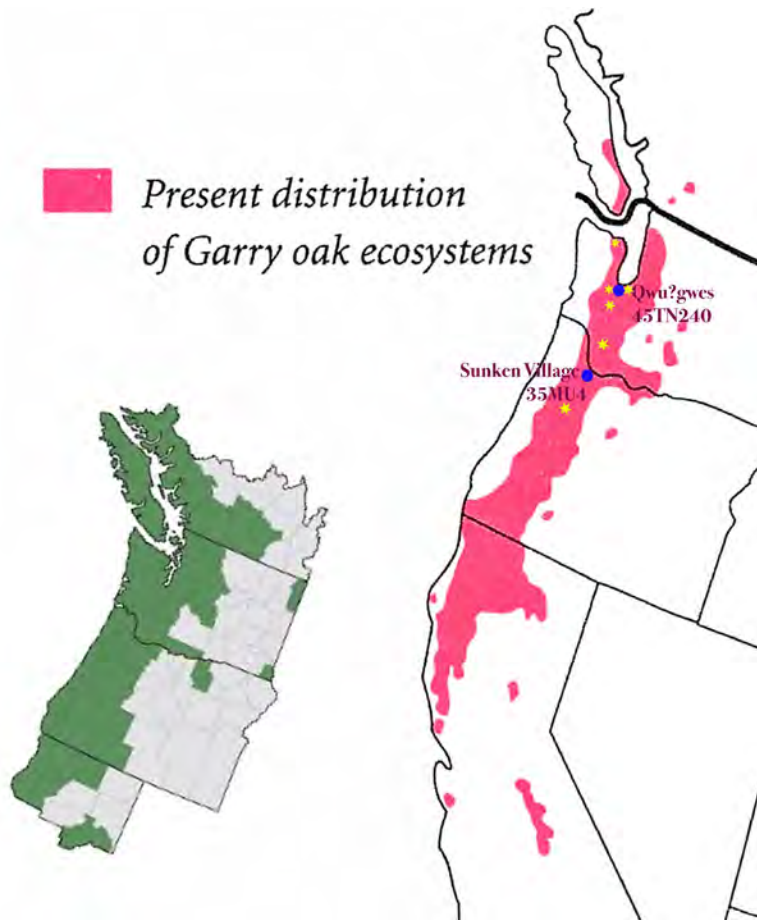 Present distribution
of Garry oak ecosystems
Qwu?gwes
45TN240
Sunken Village
35MU4